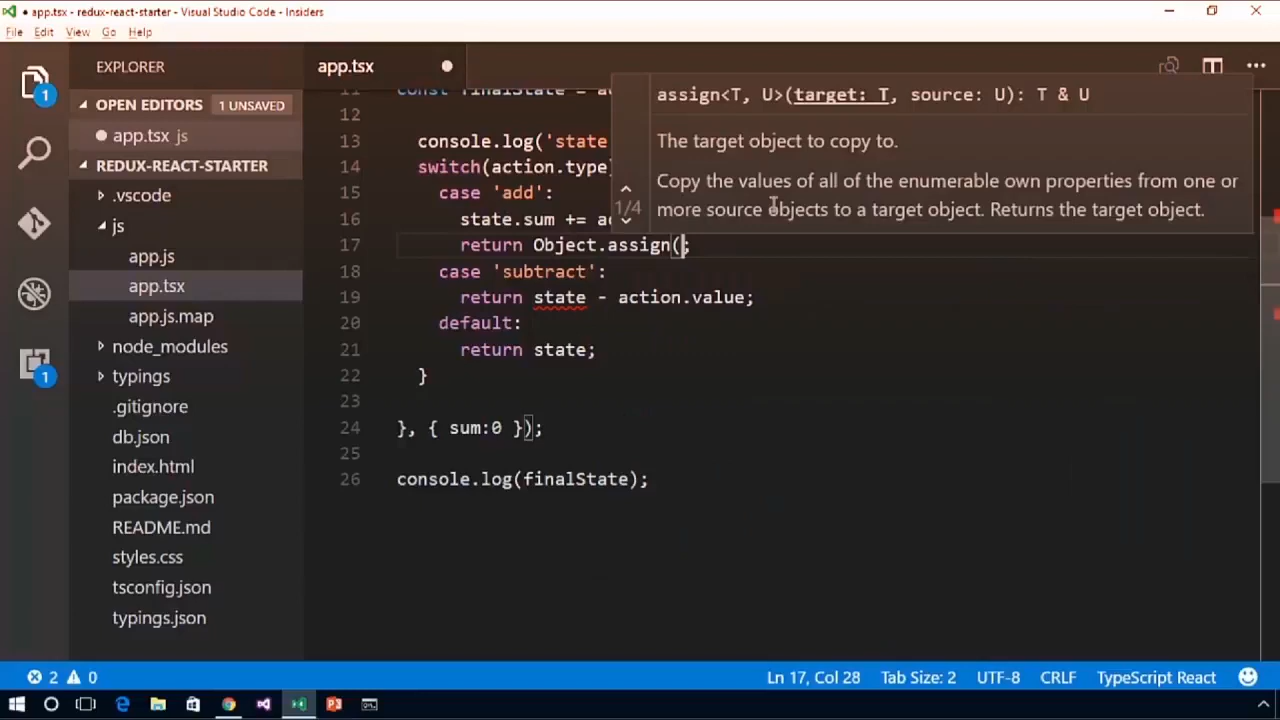 app.tsx - redux-react-starter - Visual Studio Code - Insiders
File Edit View Go Help
EXPLORER
app.tsx
OPEN EDITORS 1 UNSAVED
app.tsx js
REDUX-REACT-STARTER
.vscode
js
app.js
app.tsx
app.js.map
node_modules
typings
.gitignore
db.json
index.html
package.json
README.md
styles.css
tsconfig.json
typings.json
1
1
assign<T, U>(target: T, source: U): T & U
The target object to copy to.
Copy the values of all of the enumerable own properties from one or
more source objects to a target object. Returns the target object.
1/4
11 const finalState = a
12
13 console.log('state
14 switch(action.type)
15 case 'add':
16 state.sum += a
17 return Object.assign(;
18 case 'subtract':
19 return state - action.value;
20 default:
21 return state;
22 }
23
24 }, { sum:0 });
25
26 console.log(finalState);
2 0
Ln 17, Col 28 Tab Size: 2 UTF-8 CRLF TypeScript React